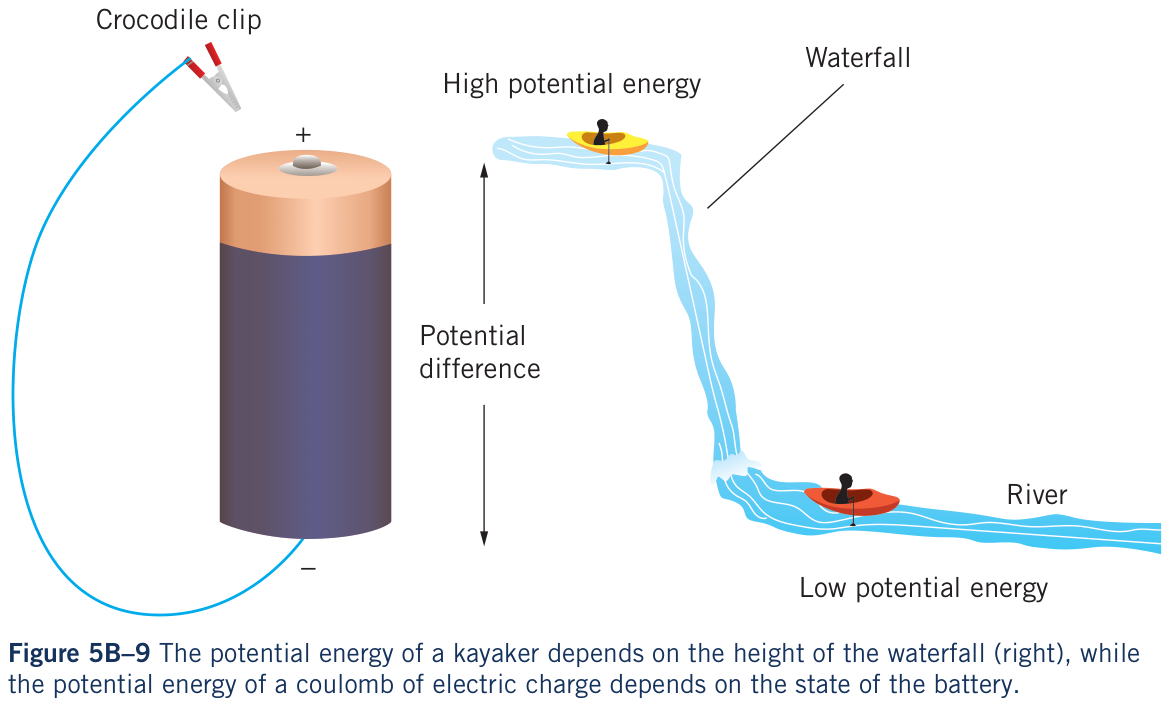 Crocodile clip
+
−
Potential
difference
High potential energy
Waterfall
River
Low potential energy
Figure 5B–9 The potential energy of a kayaker depends on the height of the waterfall (right), while
the potential energy of a coulomb of electric charge depends on the state of the battery.